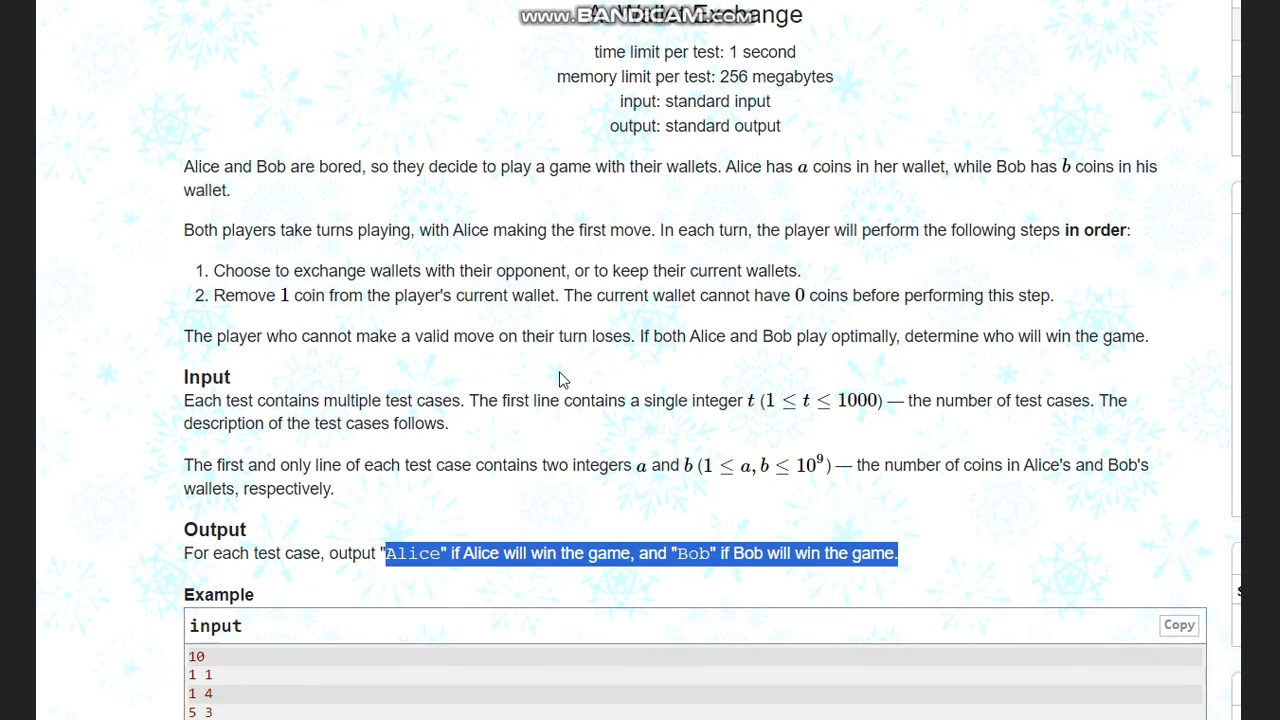 www.BANDICAM.com
A. Wallet Exchange
time limit per test: 1 second
memory limit per test: 256 megabytes
input: standard input
output: standard output
Alice and Bob are bored, so they decide to play a game with their wallets. Alice has a coins in her wallet, while Bob has b coins in his
wallet.
Both players take turns playing, with Alice making the first move. In each turn, the player will perform the following steps in order:
1. Choose to exchange wallets with their opponent, or to keep their current wallets.
2. Remove 1 coin from the player's current wallet. The current wallet cannot have 0 coins before performing this step.
The player who cannot make a valid move on their turn loses. If both Alice and Bob play optimally, determine who will win the game.
Input
Each test contains multiple test cases. The first line contains a single integer t (1 ≤ t ≤ 1000) — the number of test cases. The
description of the test cases follows.
The first and only line of each test case contains two integers a and b (1 ≤ a, b ≤ 10⁹) — the number of coins in Alice's and Bob's
wallets, respectively.
Output
For each test case, output "Alice" if Alice will win the game, and "Bob" if Bob will win the game.
Example
input
Copy
10
1 1
1 4
5 3